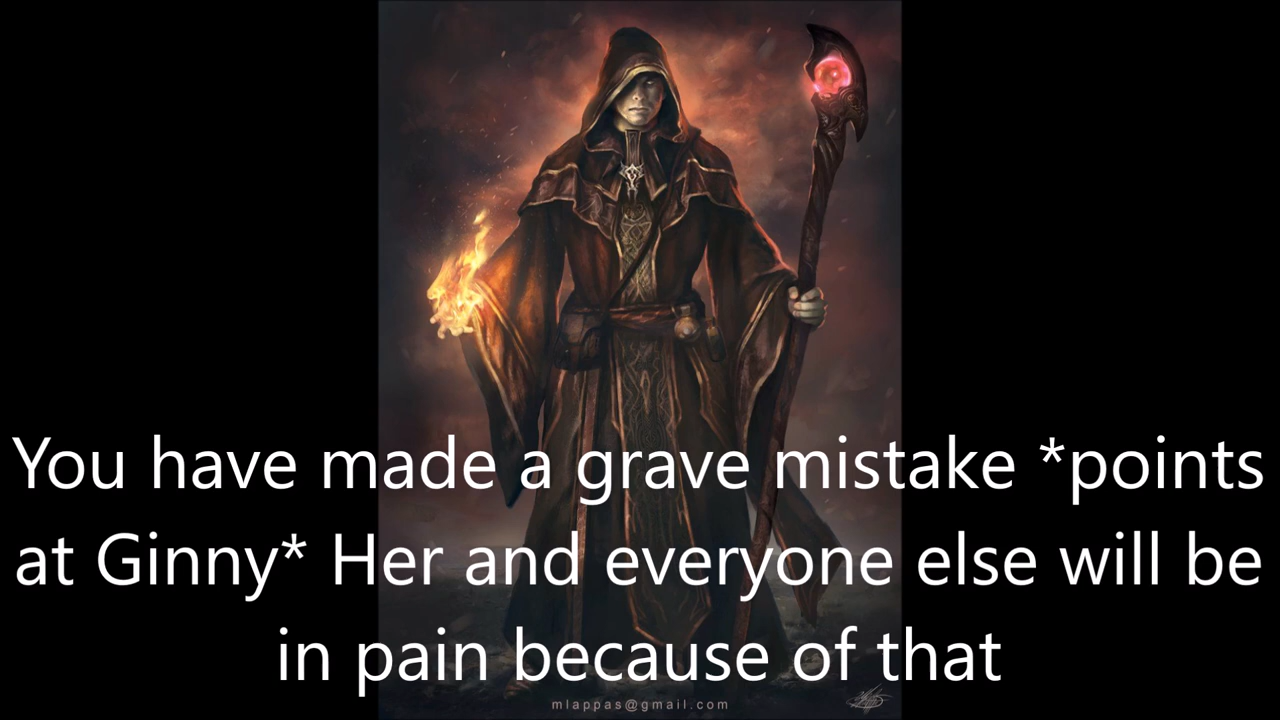 You have made a grave mistake *points
at Ginny* Her and everyone else will be
in pain because of that
mlappas@gmail.com